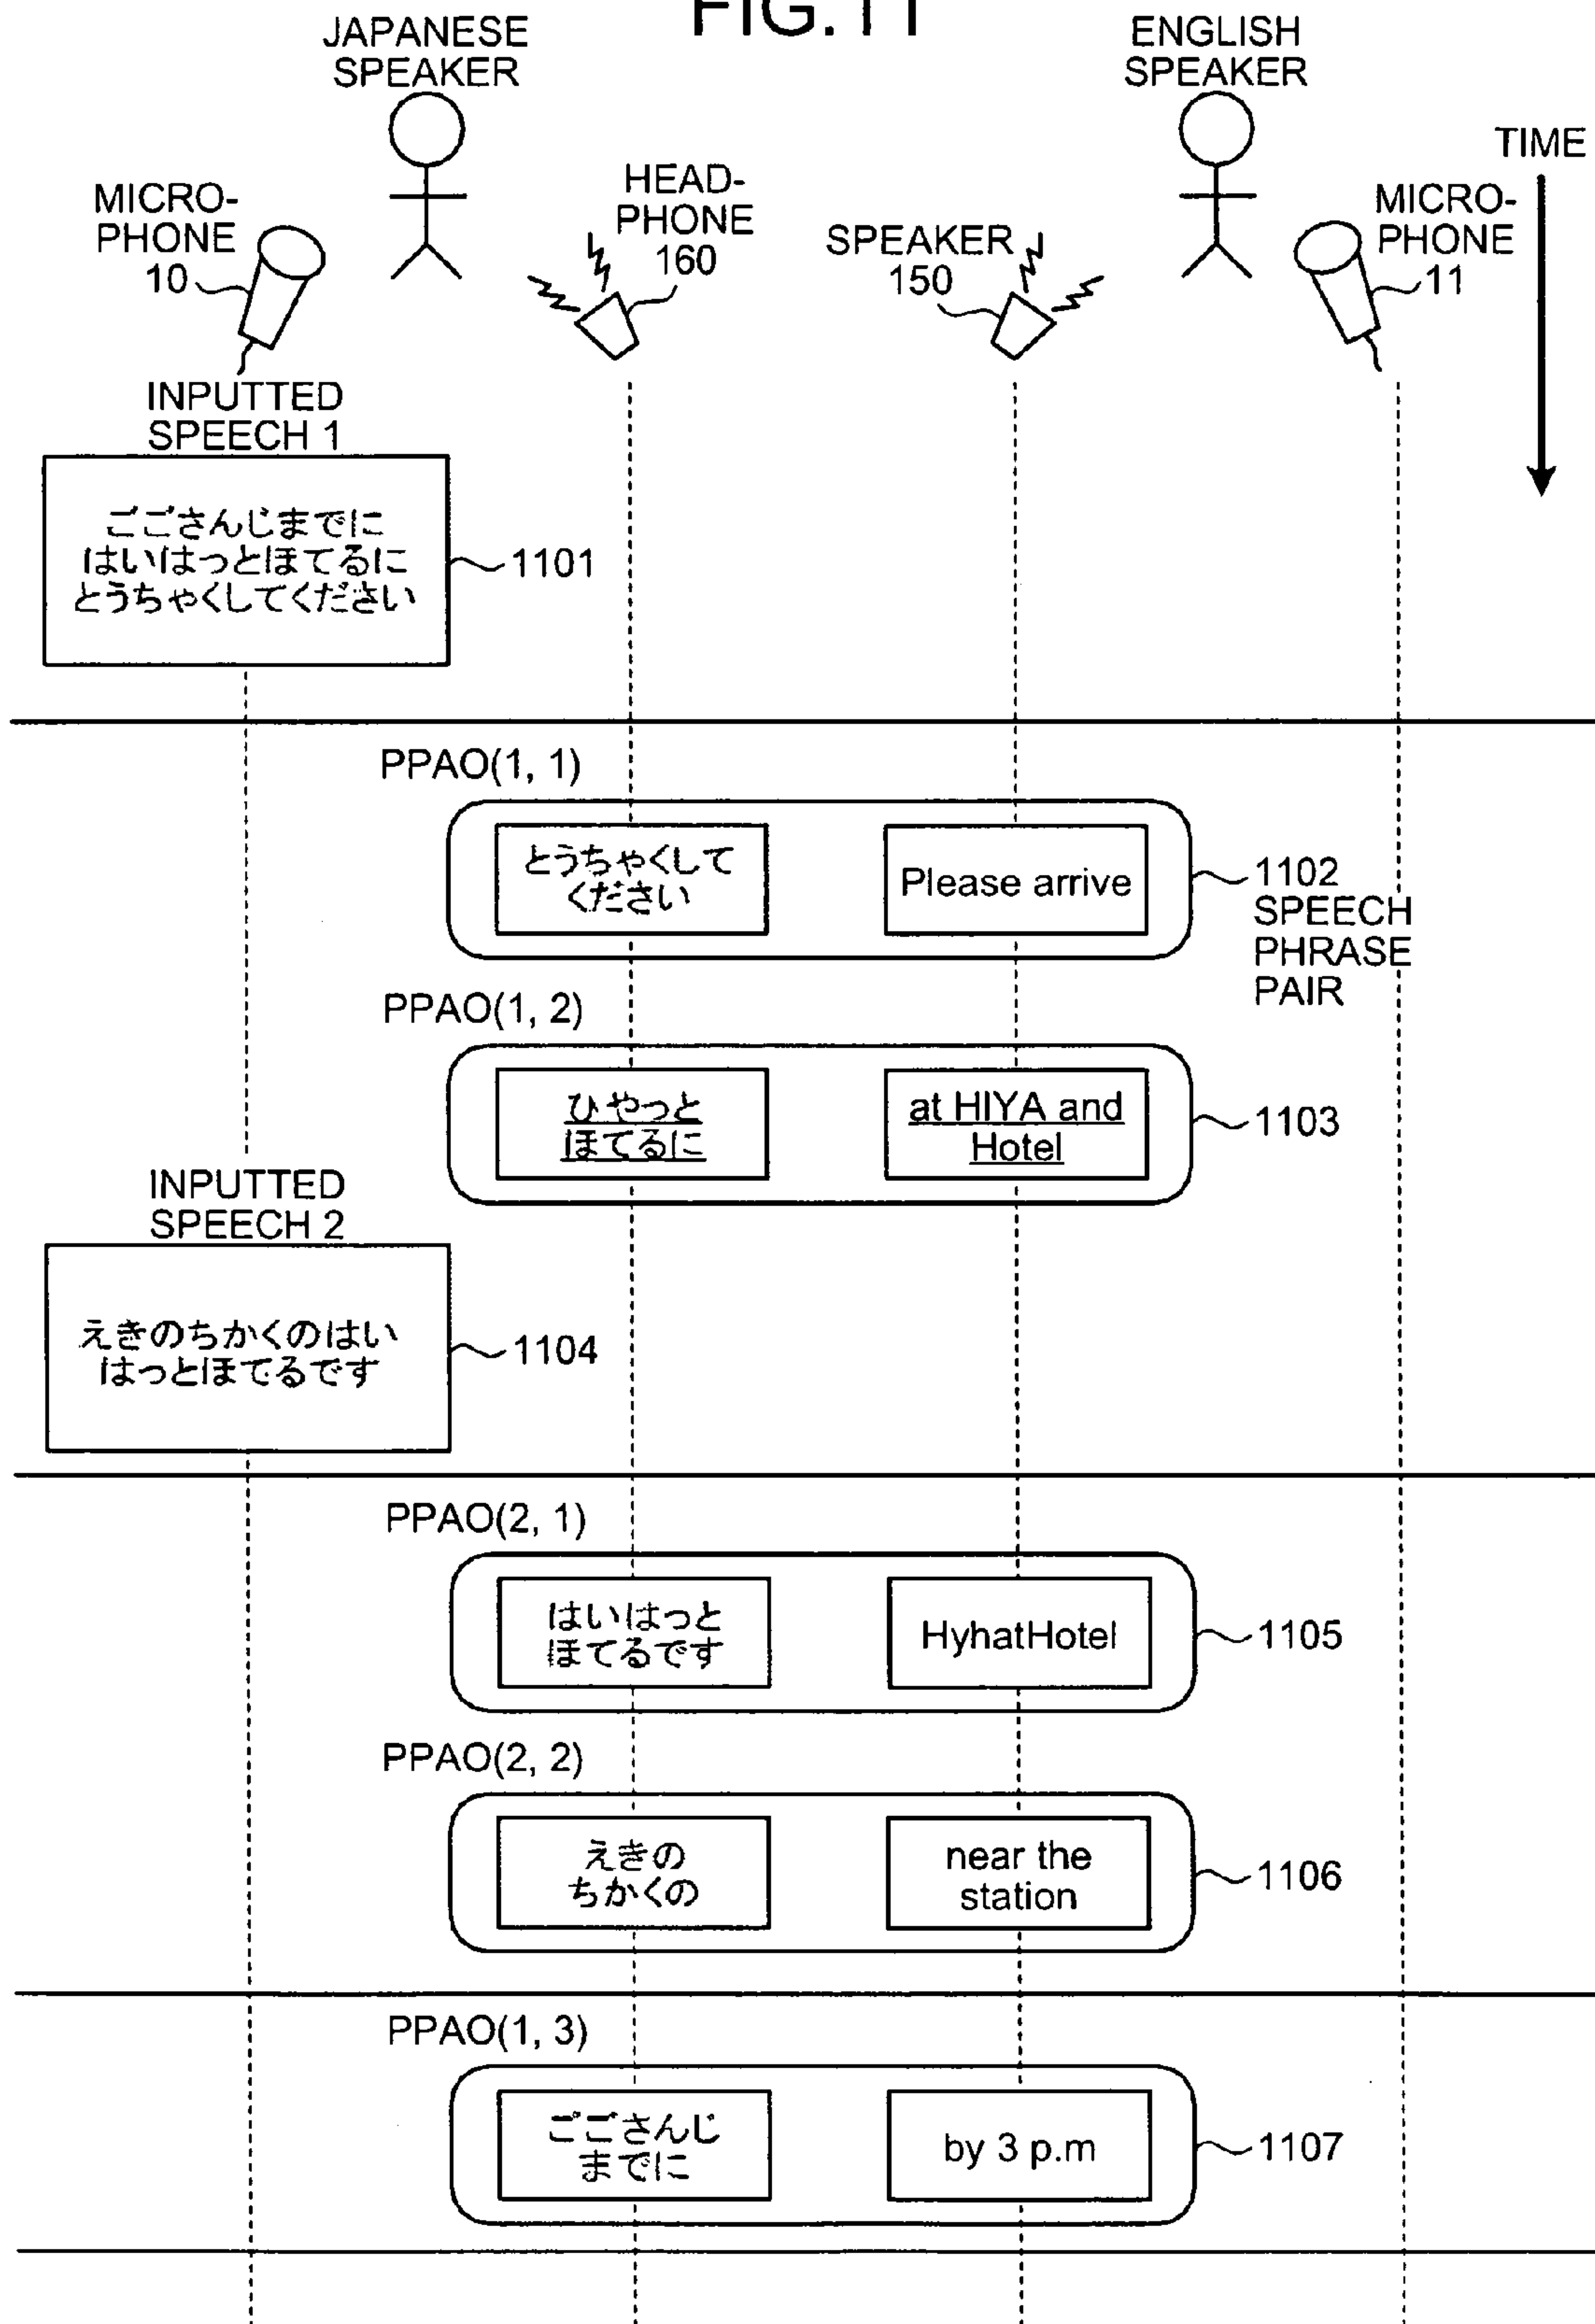 FIG. 11
JAPANESE
SPEAKER
ENGLISH
SPEAKER
TIME
MICRO-
PHONE
10
HEAD-
PHONE
160
SPEAKER
150
MICRO-
PHONE
11
INPUTTED
SPEECH 1
ごごさんじまでに
はいはっとほてるに
とうちゃくしてください
1101
PPAO(1, 1)
とうちゃくして
ください
Please arrive
1102
SPEECH
PHRASE
PAIR
PPAO(1, 2)
ひやっと
ほてるに
at HIYA and
Hotel
1103
INPUTTED
SPEECH 2
えきのちかくのはい
はっとほてるです
1104
PPAO(2, 1)
はいはっと
ほてるです
HyhatHotel
1105
PPAO(2, 2)
えきの
ちかくの
near the
station
1106
PPAO(1, 3)
ごごさんじ
までに
by 3 p.m
1107